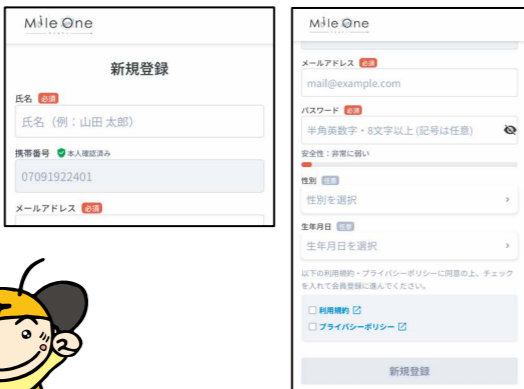 Mile One
新規登録
氏名 必須
氏名（例：山田 太郎）
携帯番号 本人確認済み
07091922401
メールアドレス 必須
Mile One
メールアドレス 必須
mail@example.com
パスワード 必須
半角英数字・8文字以上 (記号は任意)
安全性：非常に弱い
性別 任意
性別を選択
生年月日 任意
生年月日を選択
以下の利用規約・プライバシーポリシーに同意の上、チェック
を入れて会員登録に進んでください。
利用規約
プライバシーポリシー
新規登録